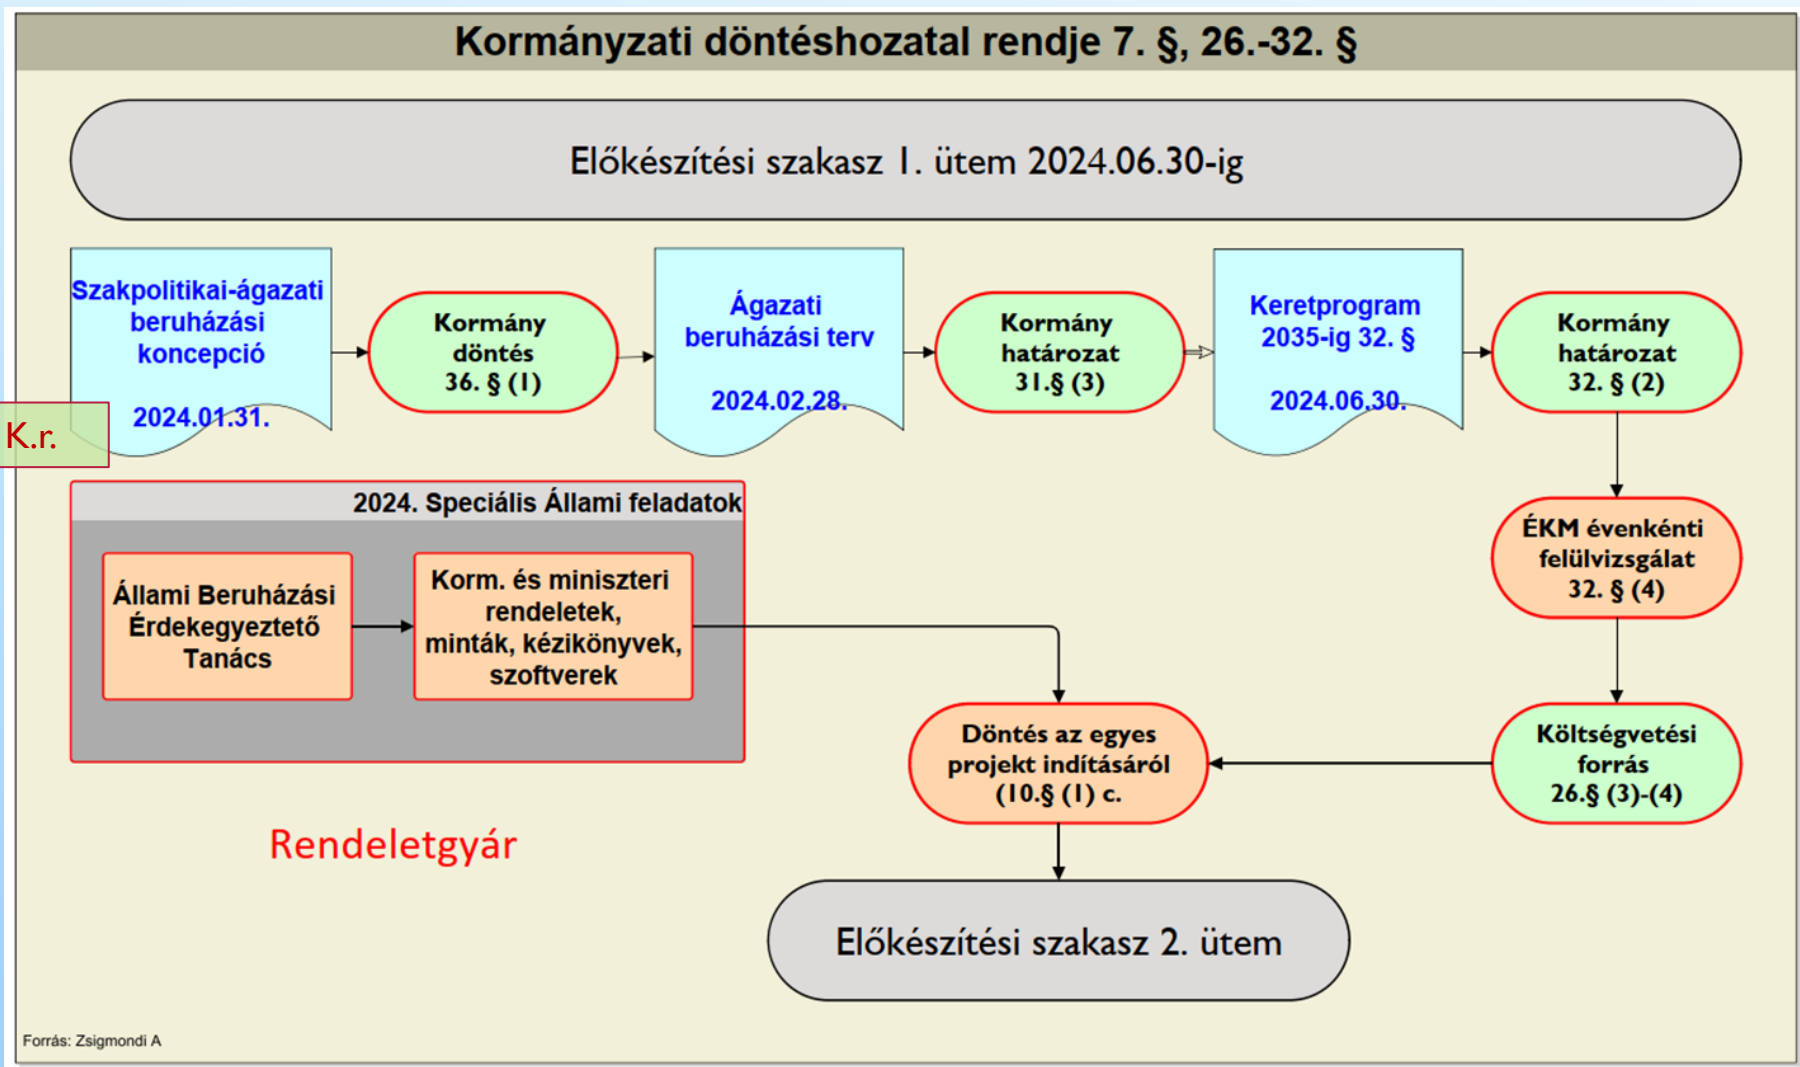 Kormányzati döntéshozatal rendje 7. §, 26.-32. §
Előkészítési szakasz 1. ütem 2024.06.30-ig
Szakpolitikai-ágazati
beruházási
koncepció
2024.01.31.
Kormány
döntés
36. § (1)
Ágazati
beruházási terv
2024.02.28.
Kormány
határozat
31.§ (3)
Keretprogram
2035-ig 32. §
2024.06.30.
Kormány
határozat
32. § (2)
K.r.
2024. Speciális Állami feladatok
Állami Beruházási
Érdekegyeztető
Tanács
Korm. és miniszteri
rendeletek,
minták, kézikönyvek,
szoftverek
ÉKM évenkénti
felülvizsgálat
32. § (4)
Döntés az egyes
projekt indításáról
(10.§ (1) c.
Költségvetési
forrás
26.§ (3)-(4)
Rendeletgyár
Előkészítési szakasz 2. ütem
Forrás: Zsigmondi A